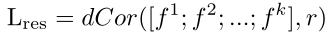 L_res = dCor([f^1; f^2; ...; f^k], r)